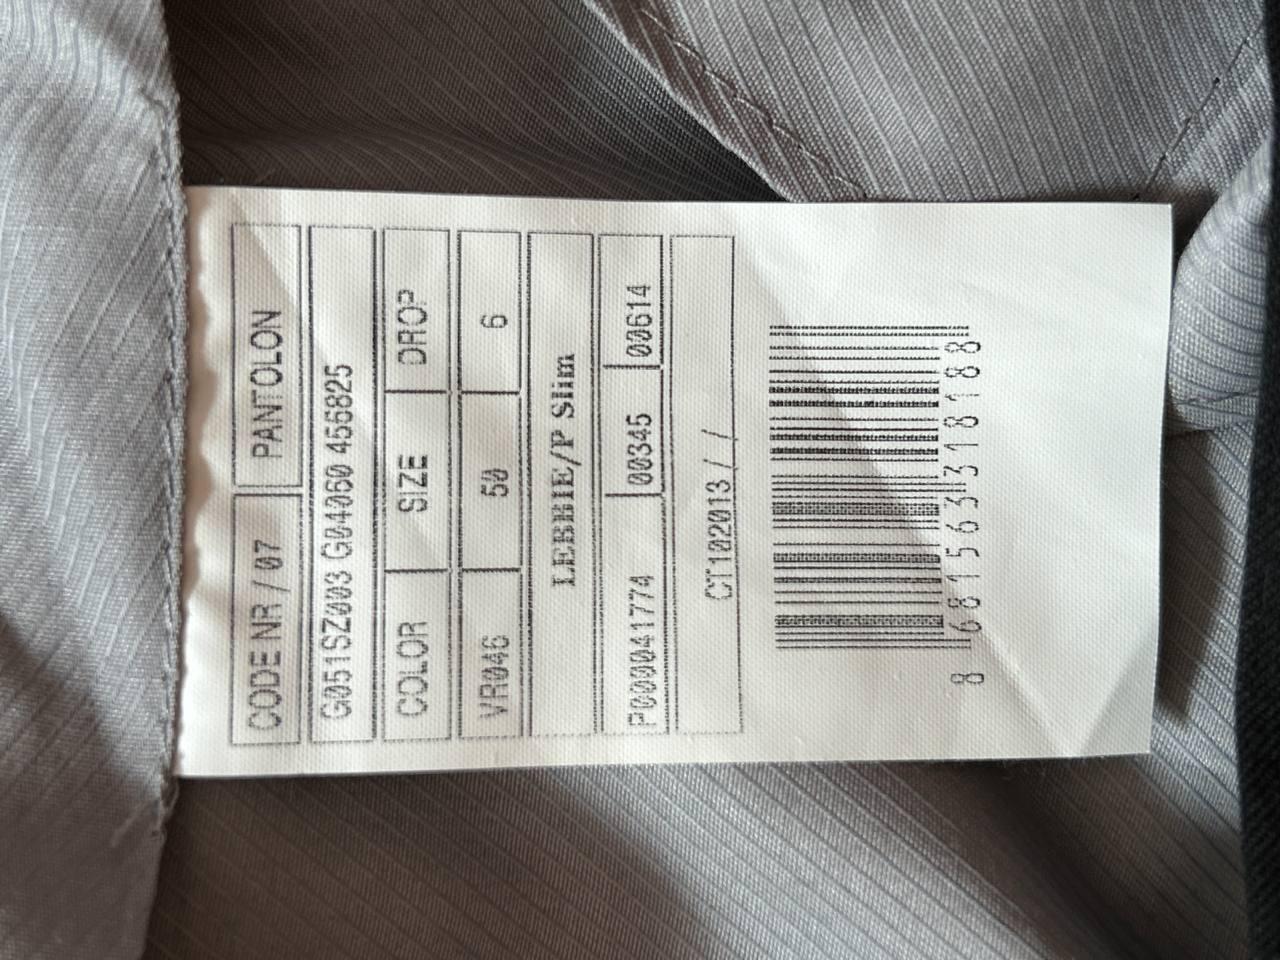 CODE NR / 07 PANTOLON
G051SZ003 G04060 455825
COLOR SIZE DROP
VR046 50 6
LEBBIE/P Slim
P000041774 00345 00614
CT102013 / /
8 681563 318188